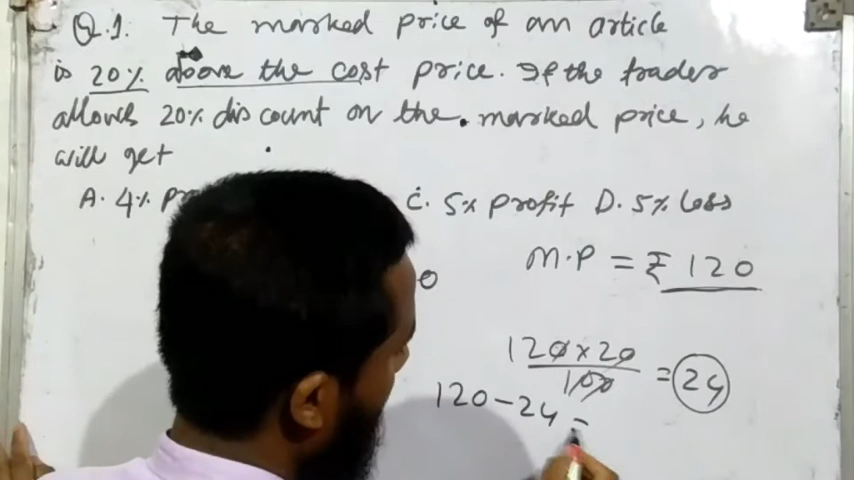 Q.1. The marked price of an article
is 20% above the cost price. If the trader
allows 20% discount on the marked price, he
will get
A. 4% C. 5% profit D. 5% Loss
M.P = ₹ 120
120 × 20
100
= 24
120 - 24 =